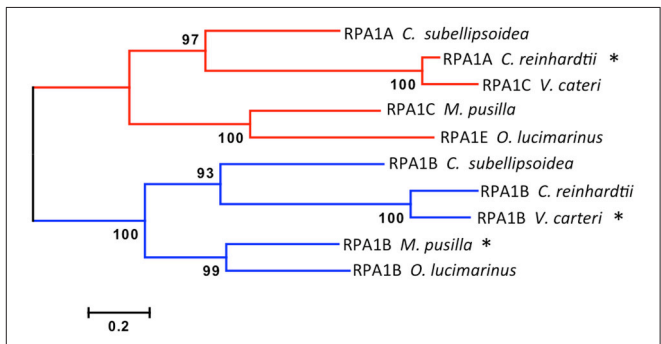 97
RPA1A C. subellipsoidea
RPA1A C. reinhardtii *
100
RPA1C V. cateri
RPA1C M. pusilla
100
RPA1E O. lucimarinus
93
RPA1B C. subellipsoidea
RPA1B C. reinhardtii
100
RPA1B V. carteri *
100
RPA1B M. pusilla *
99
RPA1B O. lucimarinus
0.2